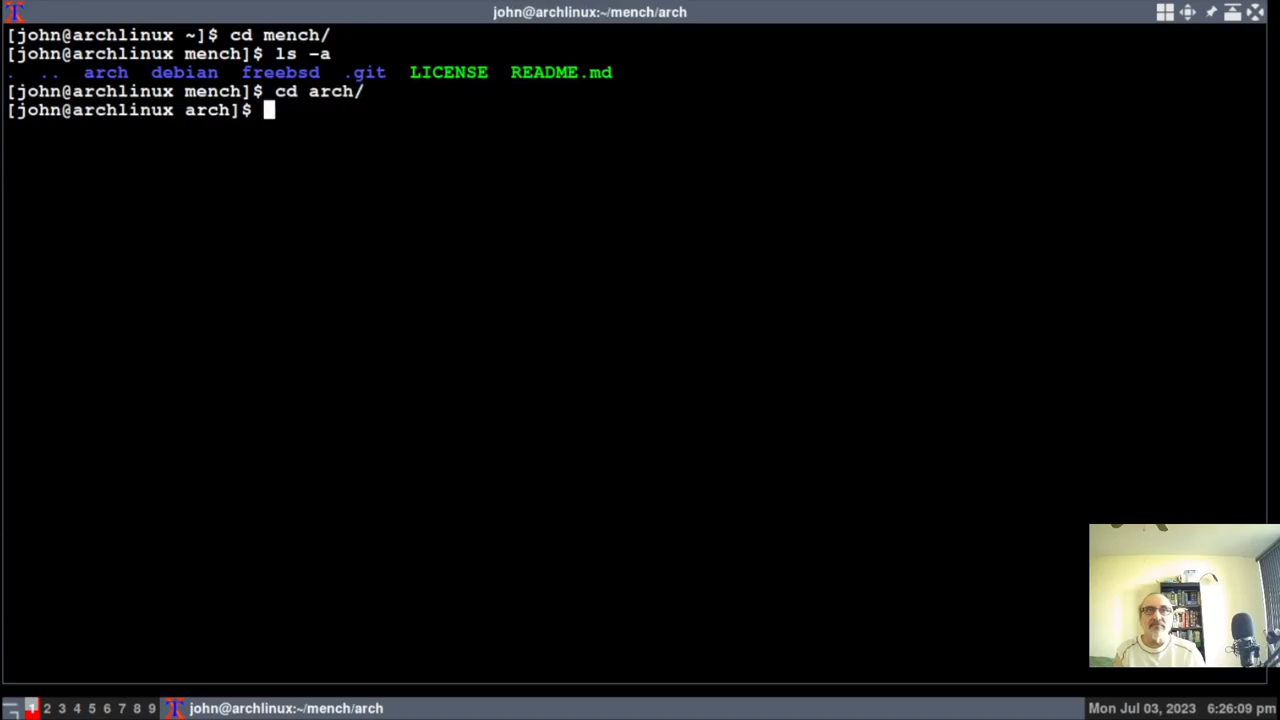 john@archlinux:~/mench/arch
[john@archlinux ~]$ cd mench/
[john@archlinux mench]$ ls -a
. .. arch debian freebsd .git LICENSE README.md
[john@archlinux mench]$ cd arch/
[john@archlinux arch]$
1 2 3 4 5 6 7 8 9 john@archlinux:~/mench/arch Mon Jul 03, 2023 6:26:09 pm